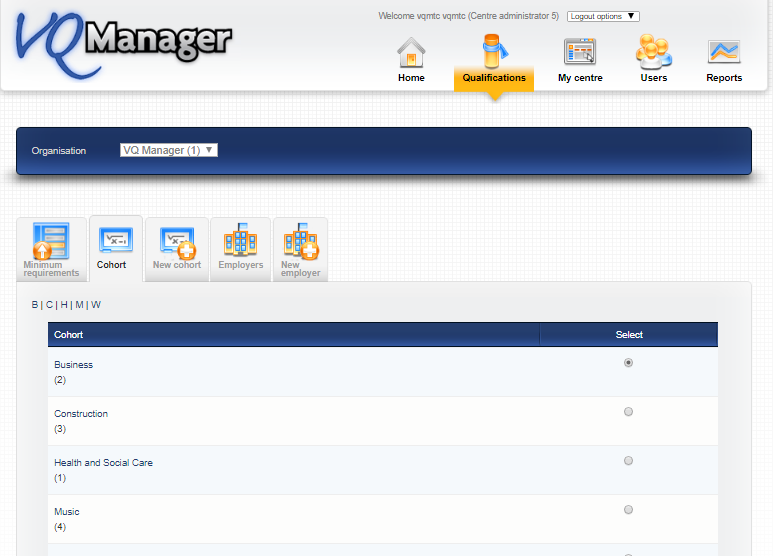 VQManager
Welcome vqmtc vqmtc (Centre administrator 5) Logout options ▼
Home Qualifications My centre Users Reports
Organisation VQ Manager (1) ▼
Minimum requirements
Cohort
New cohort
Employers
New employer
B | C | H | M | W
Cohort Select
Business
(2)
Construction
(3)
Health and Social Care
(1)
Music
(4)